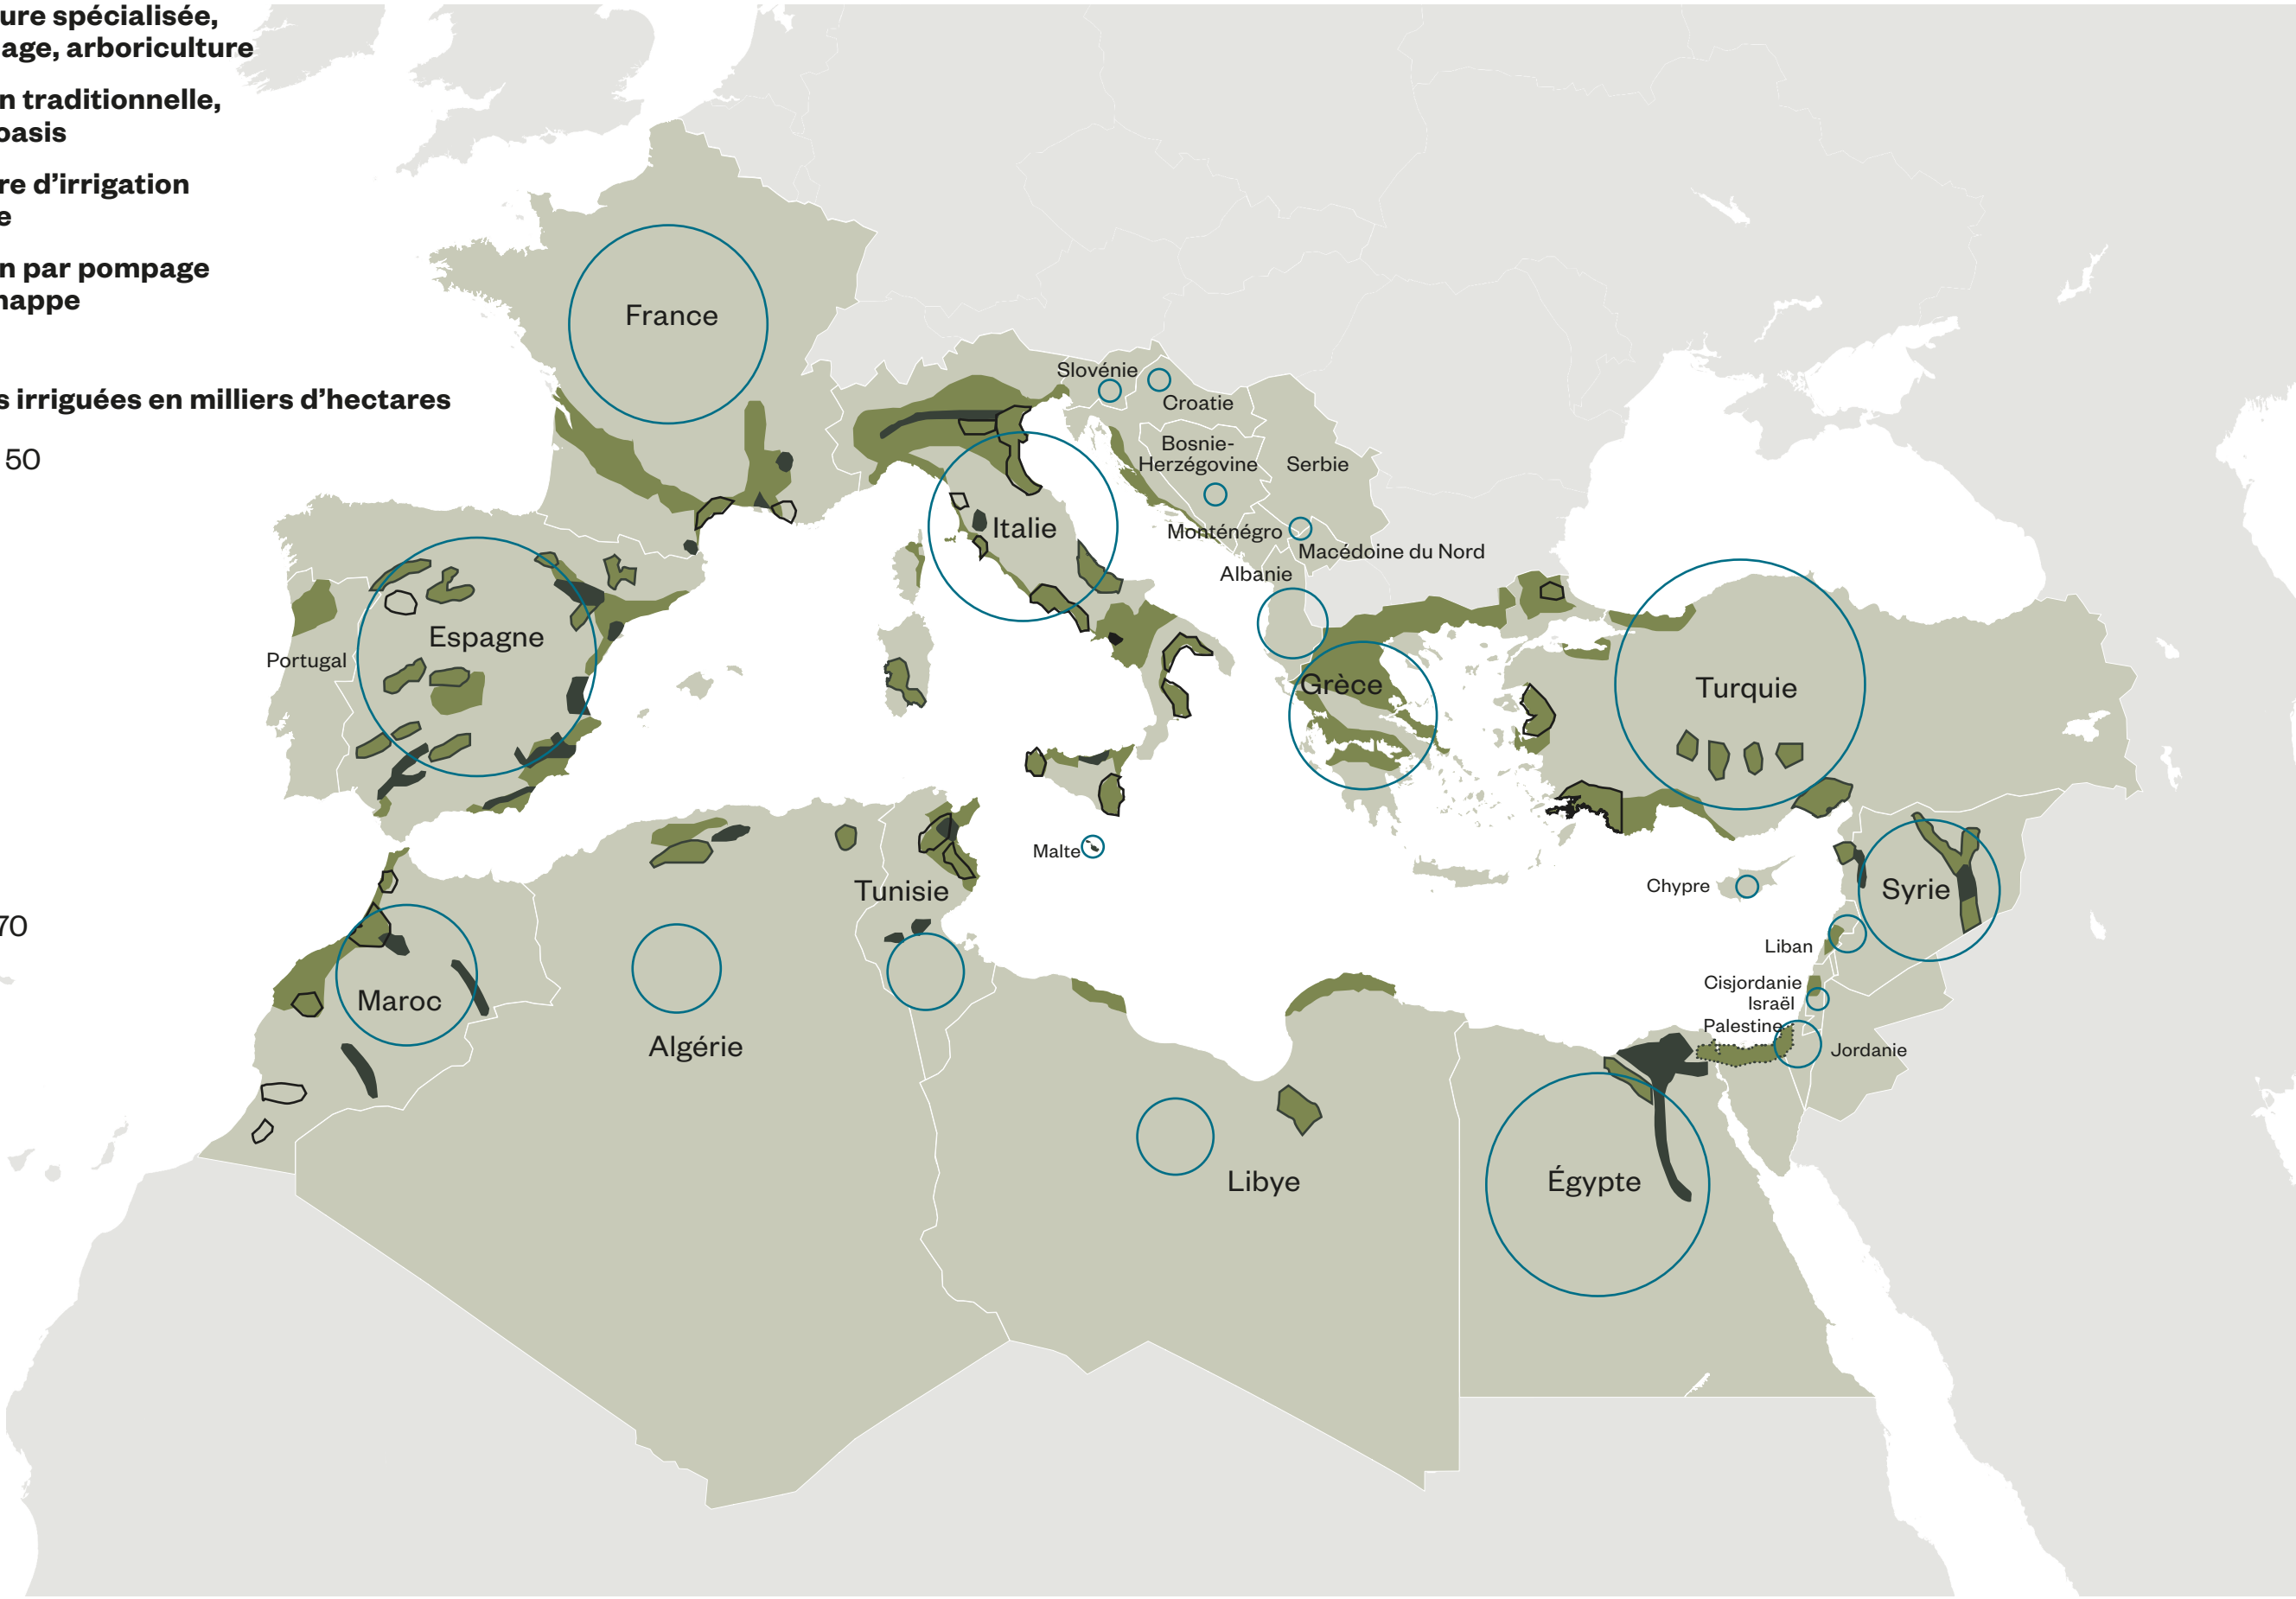 ure spécialisée,
age, arboriculture
n traditionnelle,
oasis
re d’irrigation
e
n par pompage
nappe
s irriguées en milliers d’hectares
50
70
France
Slovénie
Croatie
Bosnie-
Herzégovine
Serbie
Italie
Monténégro
Macédoine du Nord
Albanie
Espagne
Portugal
Grèce
Turquie
Malte
Tunisie
Chypre
Syrie
Liban
Cisjordanie
Israël
Palestine
Jordanie
Maroc
Algérie
Libye
Égypte